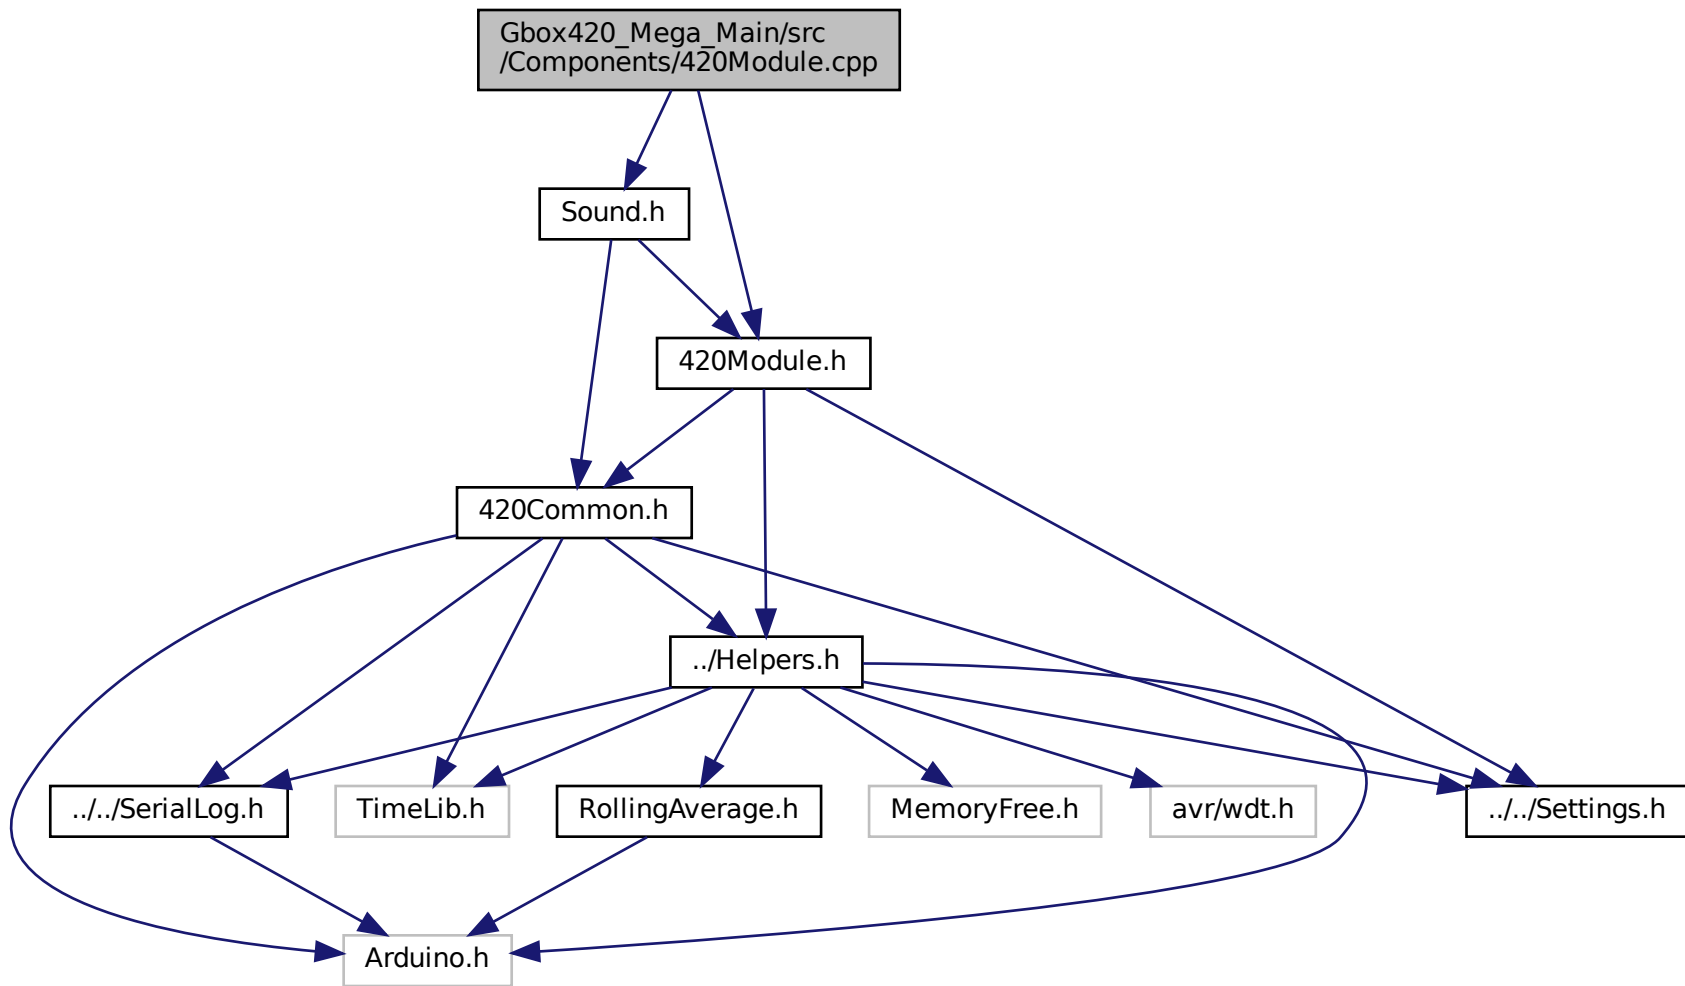 Gbox420_Mega_Main/src
/Components/420Module.cpp
Sound.h
420Module.h
420Common.h
../Helpers.h
../../SerialLog.h
TimeLib.h
RollingAverage.h
MemoryFree.h
avr/wdt.h
../../Settings.h
Arduino.h